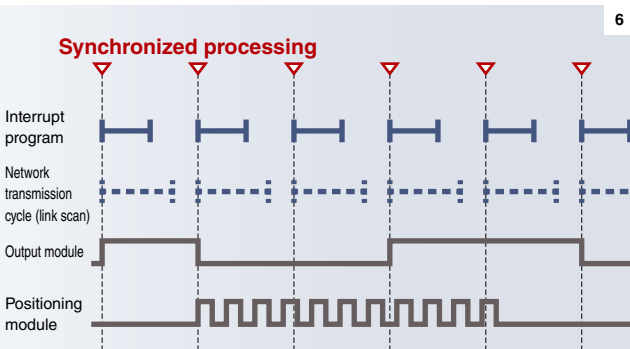 6
Synchronized processing
Interrupt
program
Network
transmission
cycle (link scan)
Output module
Positioning
module